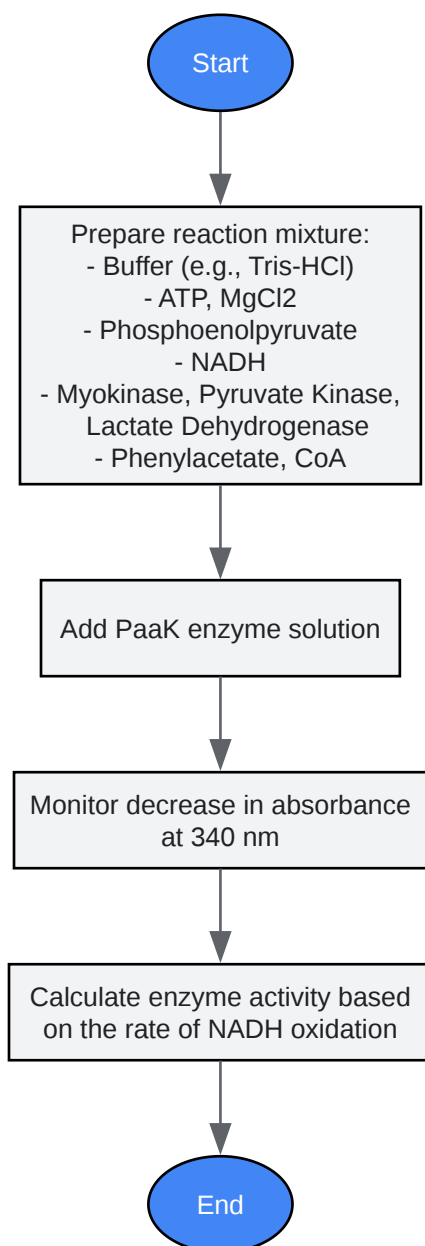 Start
Prepare reaction mixture:
- Buffer (e.g., Tris-HCl)
- ATP, MgCl2
- Phosphoenolpyruvate
- NADH
- Myokinase, Pyruvate Kinase,
Lactate Dehydrogenase
- Phenylacetate, CoA
Add PaaK enzyme solution
Monitor decrease in absorbance
at 340 nm
Calculate enzyme activity based
on the rate of NADH oxidation
End